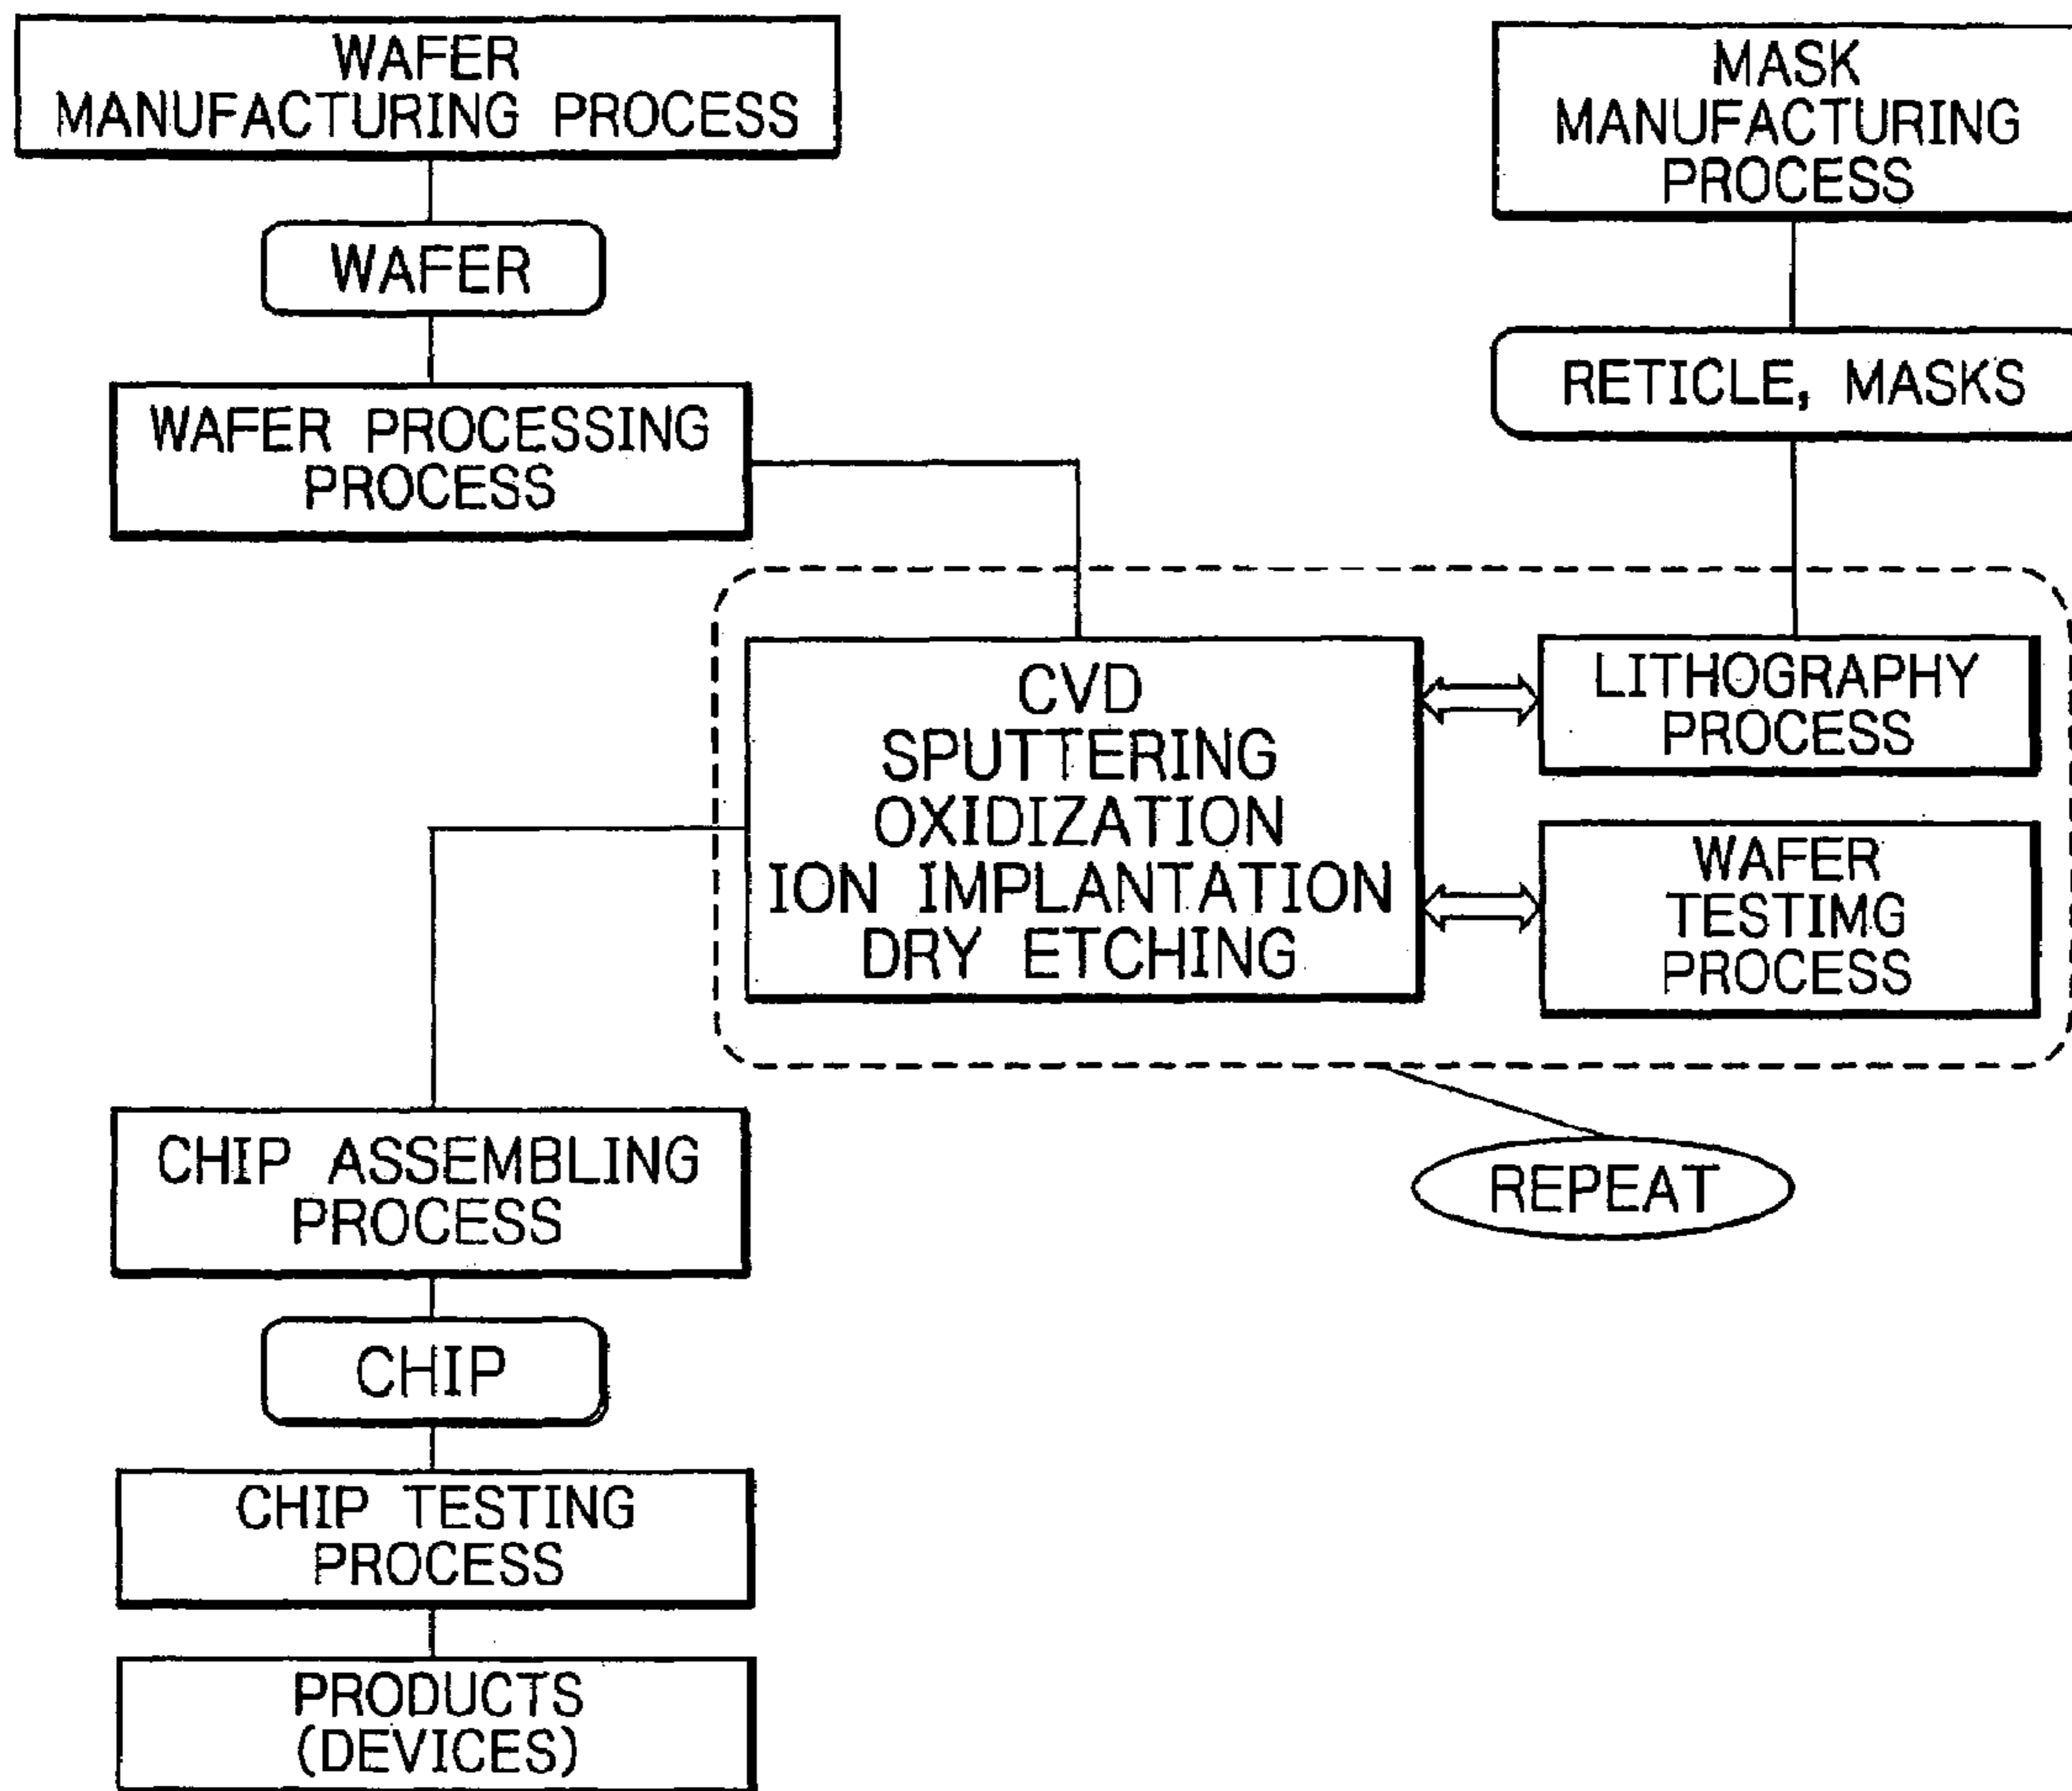 WAFER
MANUFACTURING PROCESS
WAFER
WAFER PROCESSING
PROCESS
MASK
MANUFACTURING
PROCESS
RETICLE, MASKS
CVD
SPUTTERING
OXIDIZATION
ION IMPLANTATION
DRY ETCHING
LITHOGRAPHY
PROCESS
WAFER
TESTIMG
PROCESS
REPEAT
CHIP ASSEMBLING
PROCESS
CHIP
CHIP TESTING
PROCESS
PRODUCTS
(DEVICES)